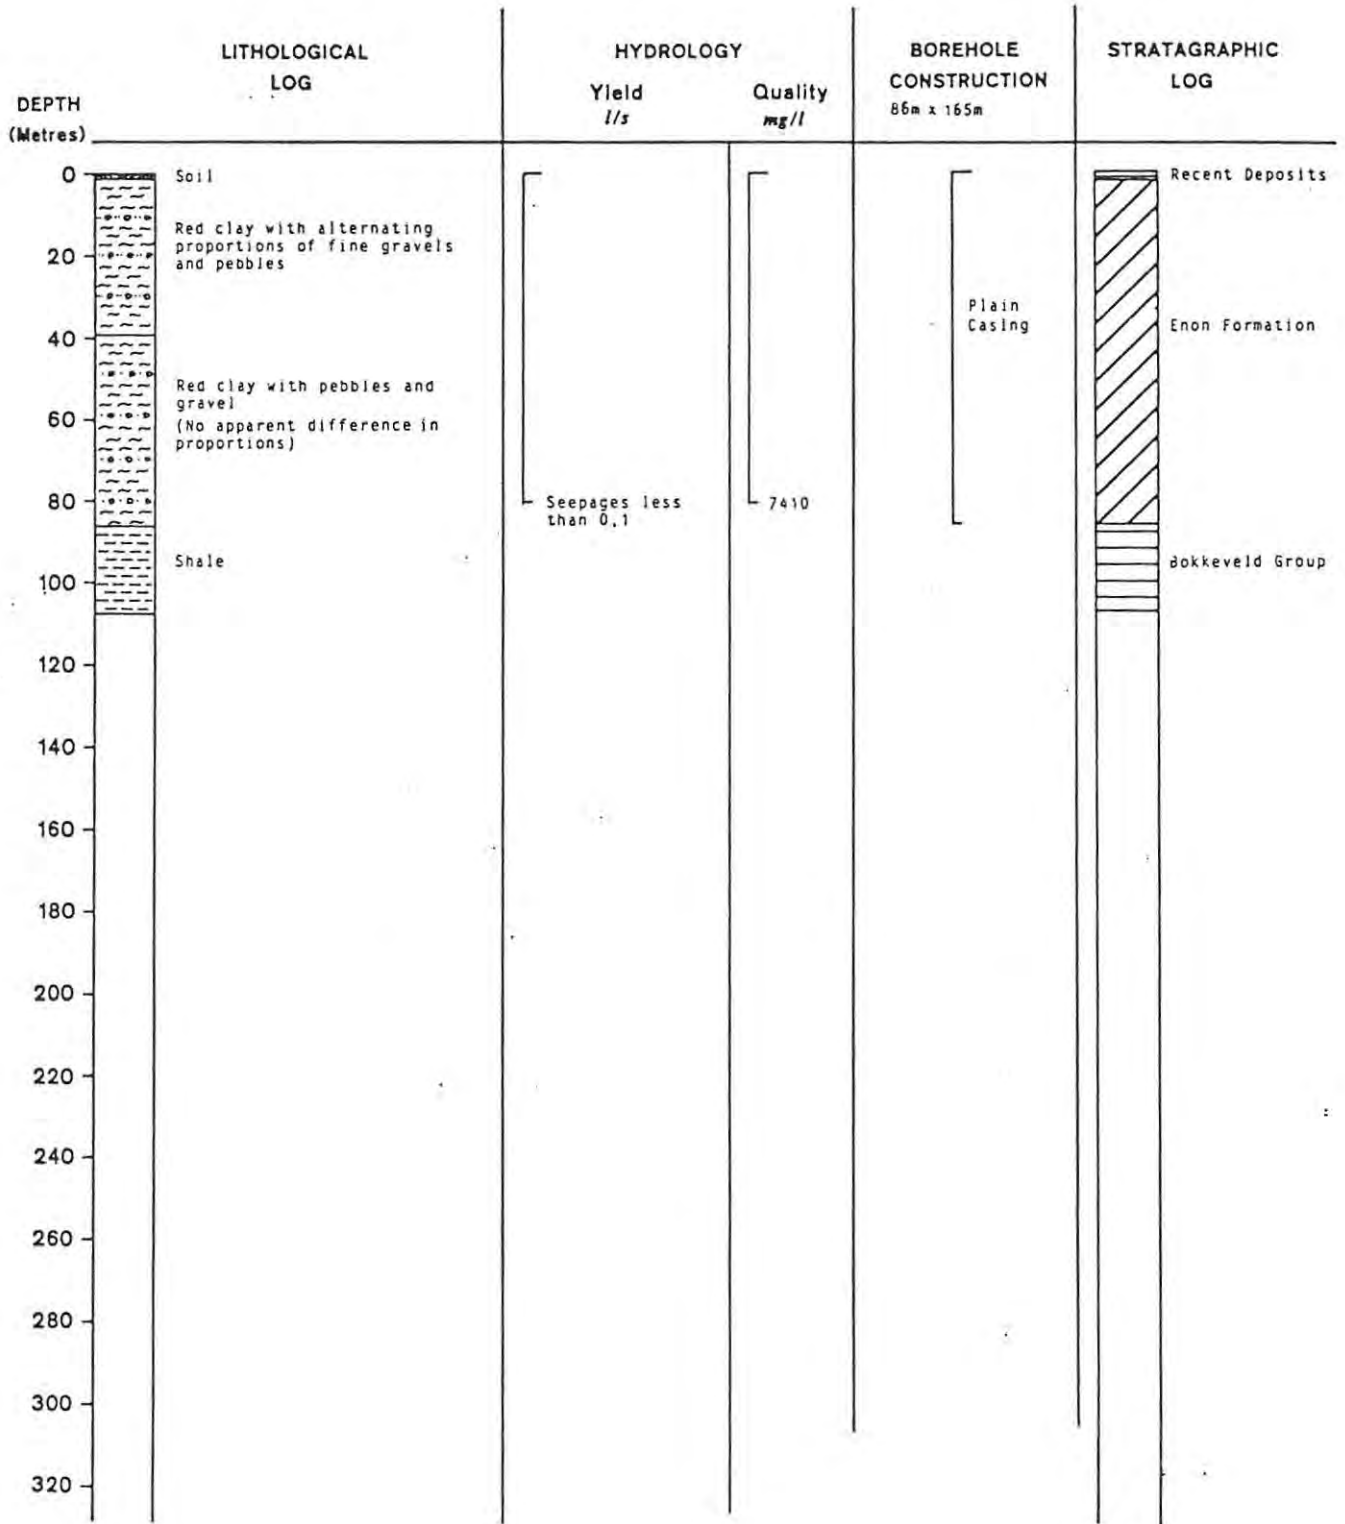 LITHOLOGICAL
LOG
HYDROLOGY
Yield
l/s
Quality
mg/l
BOREHOLE
CONSTRUCTION
86m x 165m
STRATAGRAPHIC
LOG
DEPTH
(Metres)
0
20
40
60
80
100
120
140
160
180
200
220
240
260
280
300
320
Soil
Red clay with alternating
proportions of fine gravels
and pebbles
Red clay with pebbles and
gravel
(No apparent difference in
proportions)
Shale
Seepages less
than 0,1
7410
Plain
Casing
Recent Deposits
Enon Formation
Bokkeveld Group